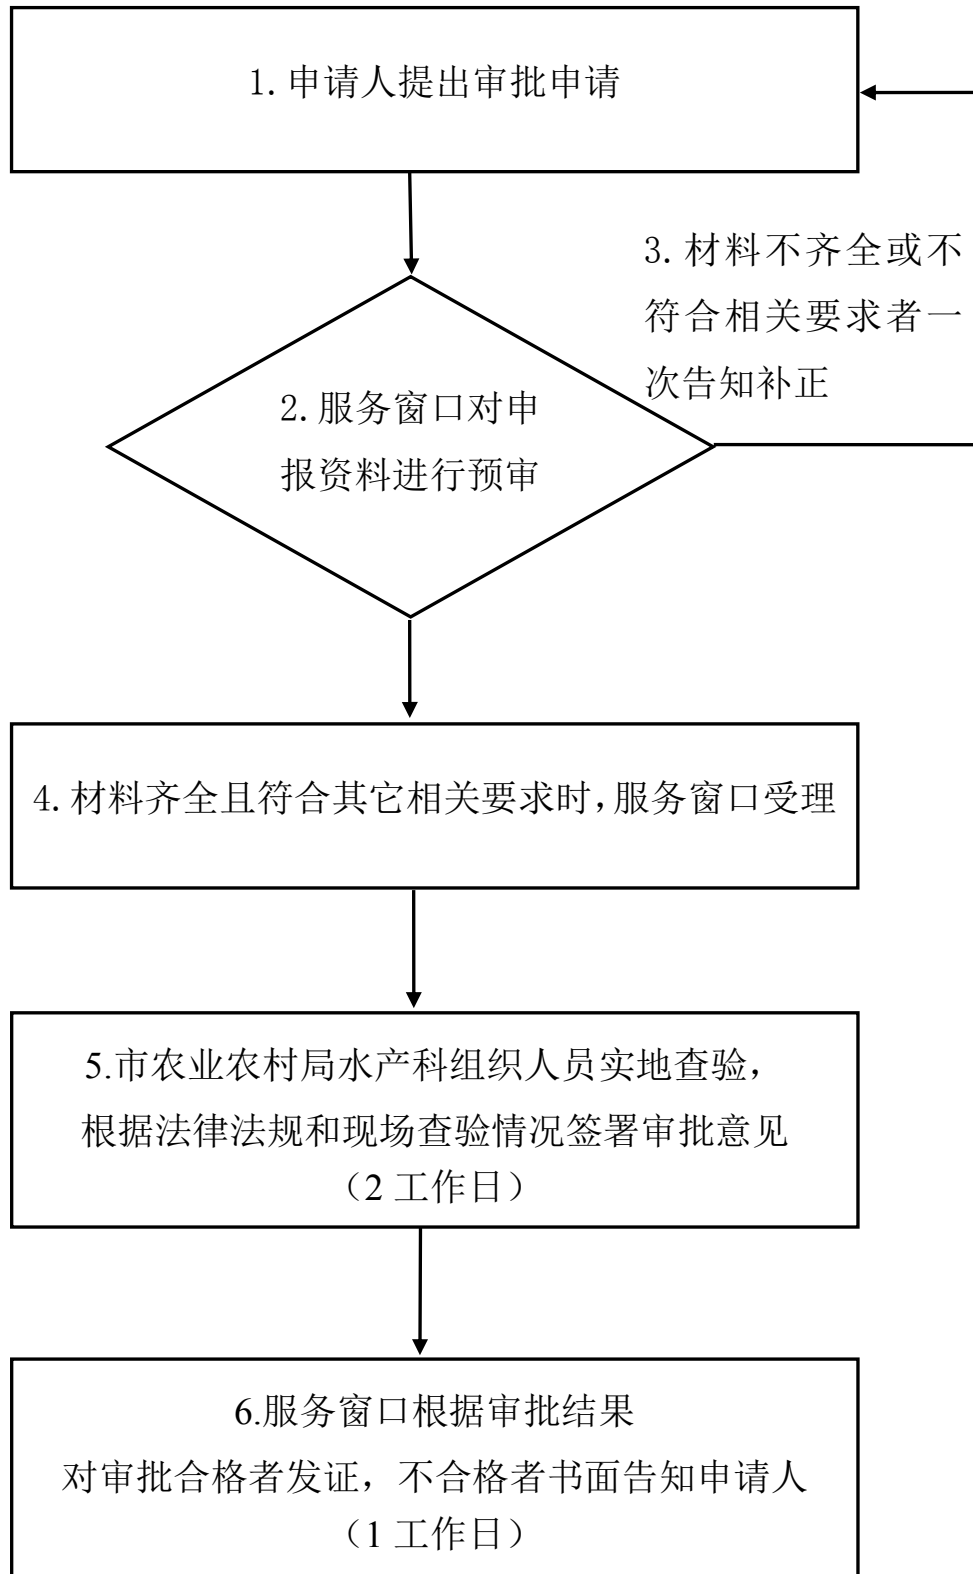 1.申请人提出审批申请
3.材料不齐全或不
符合相关要求者一
次告知补正
2.服务窗口对申
报资料进行预审
4.材料齐全且符合其它相关要求时,服务窗口受理
5.市农业农村局水产科组织人员实地查验，
根据法律法规和现场查验情况签署审批意见
（2 工作日）
6.服务窗口根据审批结果
对审批合格者发证，不合格者书面告知申请人
（1 工作日）